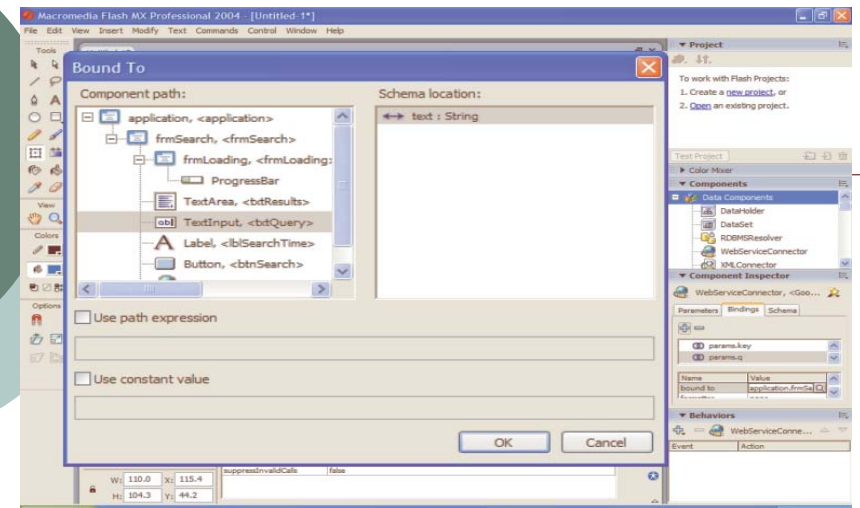 Macromedia Flash MX Professional 2004 - [Untitled-1*]
File Edit View Insert Modify Text Commands Control Window Help
Tools
View
Colors
Options
Bound To
Component path:
application, <application>
frmSearch, <frmSearch>
frmLoading, <frmLoading:
ProgressBar
TextArea, <txtResults>
TextInput, <txtQuery>
Label, <lblSearchTime>
Button, <btnSearch>
Schema location:
text : String
Use path expression
Use constant value
OK Cancel
W: 110.0 X: 115.4
H: 104.3 Y: 44.2
suppressInvalidCalls false
Project
To work with Flash Projects:
1. Create a new project, or
2. Open an existing project.
Test Project
Color Mixer
Components
Data Components
DataHolder
DataSet
RDBMSResolver
WebServiceConnector
XMLConnector
Component Inspector
WebServiceConnector, <Goo...
Parameters Bindings Schema
params.key
params.q
Name Value
bound to application.frmSe
Behaviors
WebServiceConne...
Event Action